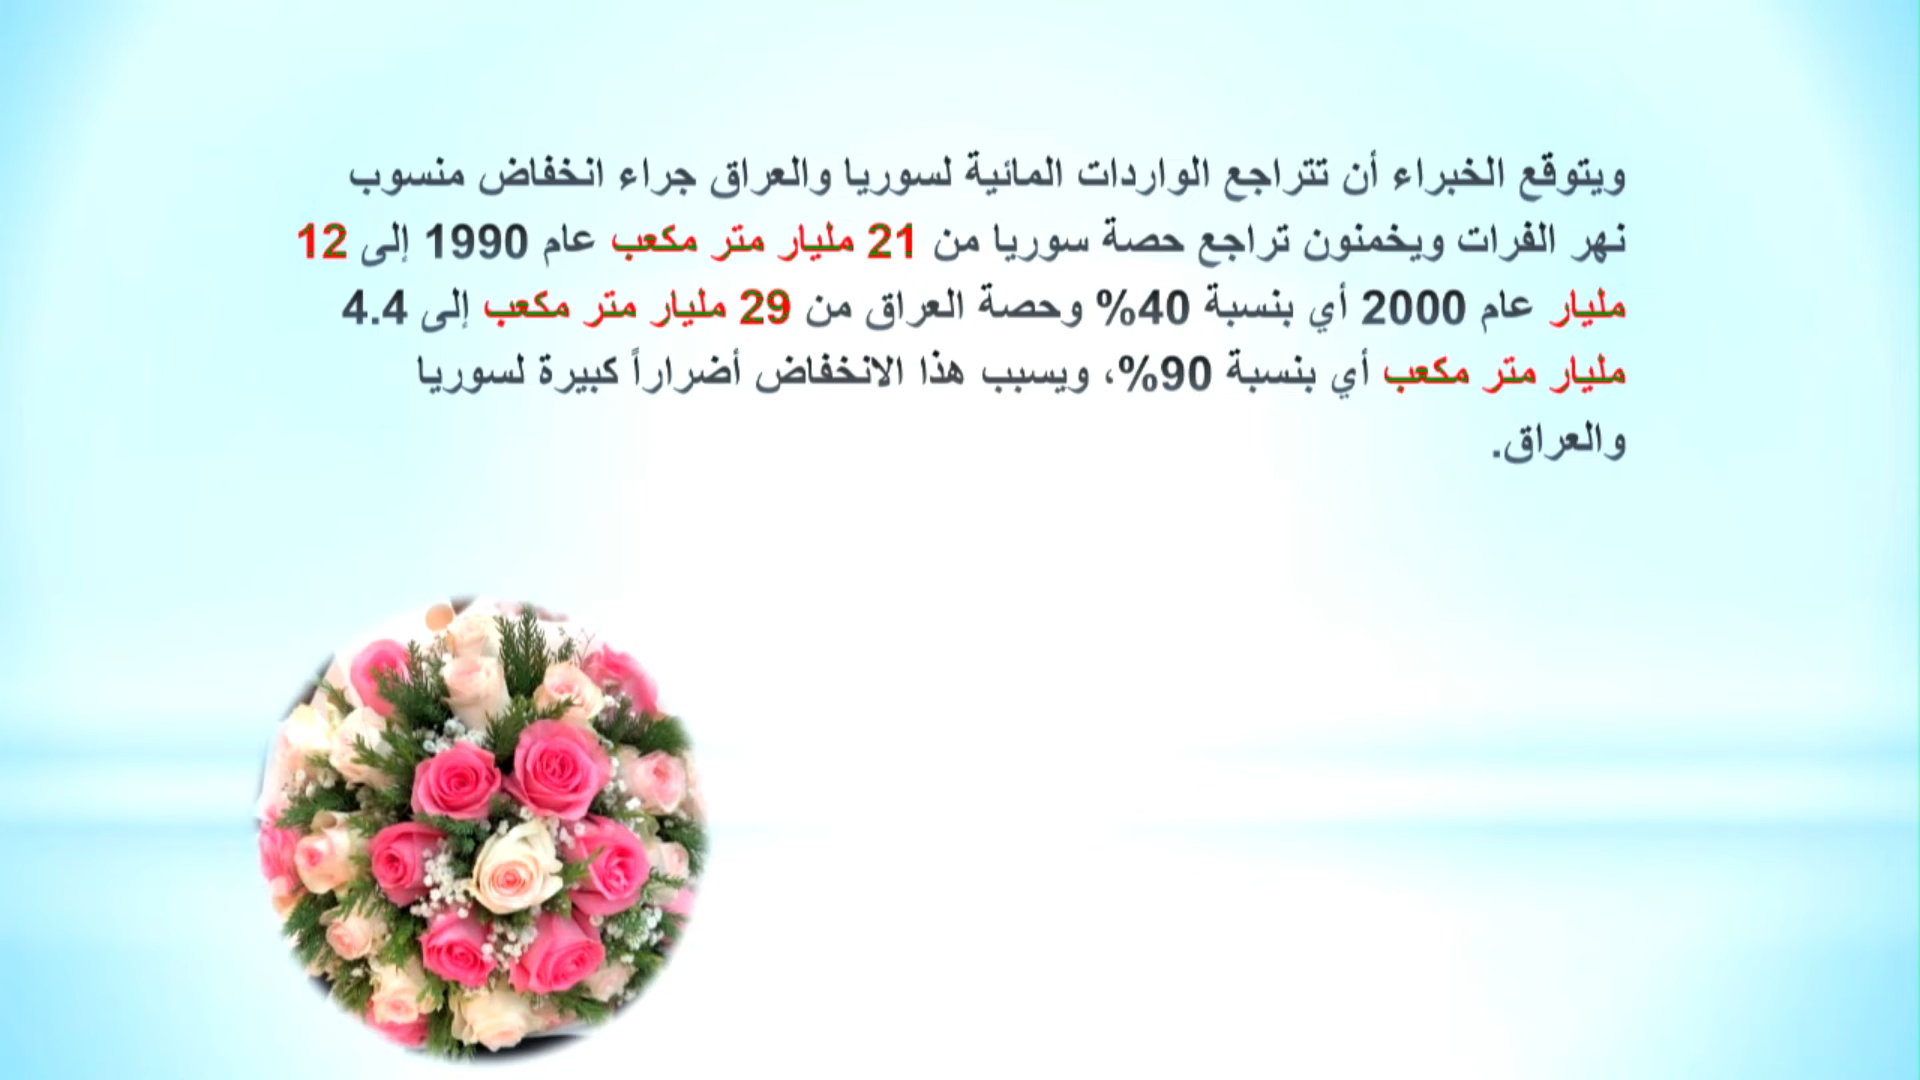 ويتوقع الخبراء أن تتراجع الواردات المائية لسوريا والعراق جراء انخفاض منسوب
نهر الفرات ويخمنون تراجع حصة سوريا من 21 مليار متر مكعب عام 1990 إلى 12
مليار عام 2000 أي بنسبة 40% وحصة العراق من 29 مليار متر مكعب إلى 4.4
مليار متر مكعب أي بنسبة 90%، ويسبب هذا الانخفاض أضراراً كبيرة لسوريا
والعراق.